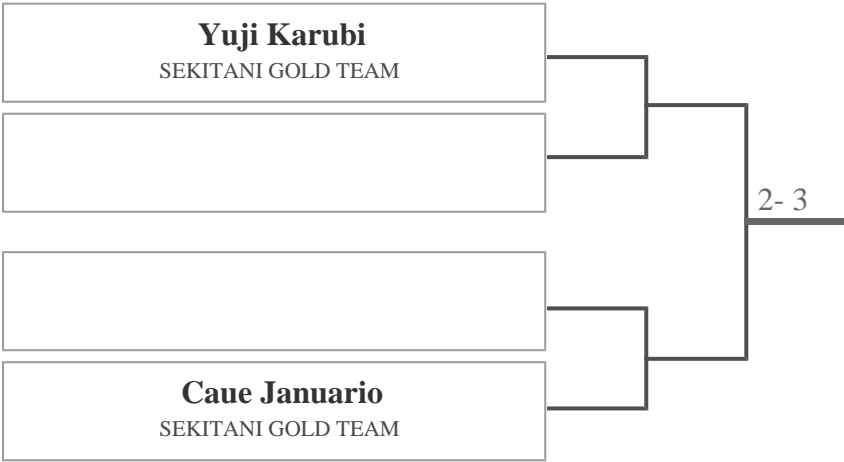 Yuji Karubi
SEKITANI GOLD TEAM
2- 3
Caue Januario
SEKITANI GOLD TEAM